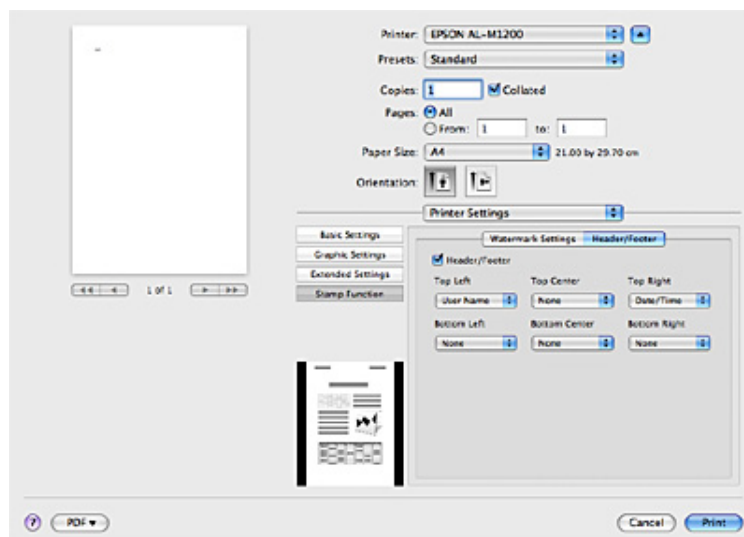 Printer: EPSON AL-M1200
Presets: Standard
Copies: 1 Collated
Pages: All
From: 1 to: 1
Paper Size: A4 21.00 by 29.70 cm
Orientation:
Printer Settings
Basic Settings
Graphic Settings
Extended Settings
Stamp Function
Watermark Settings Header/Footer
Header/Footer
Top Left Top Center Top Right
User Name None Date/Time
Bottom Left Bottom Center Bottom Right
None None None
1 of 1
? PDF Cancel Print